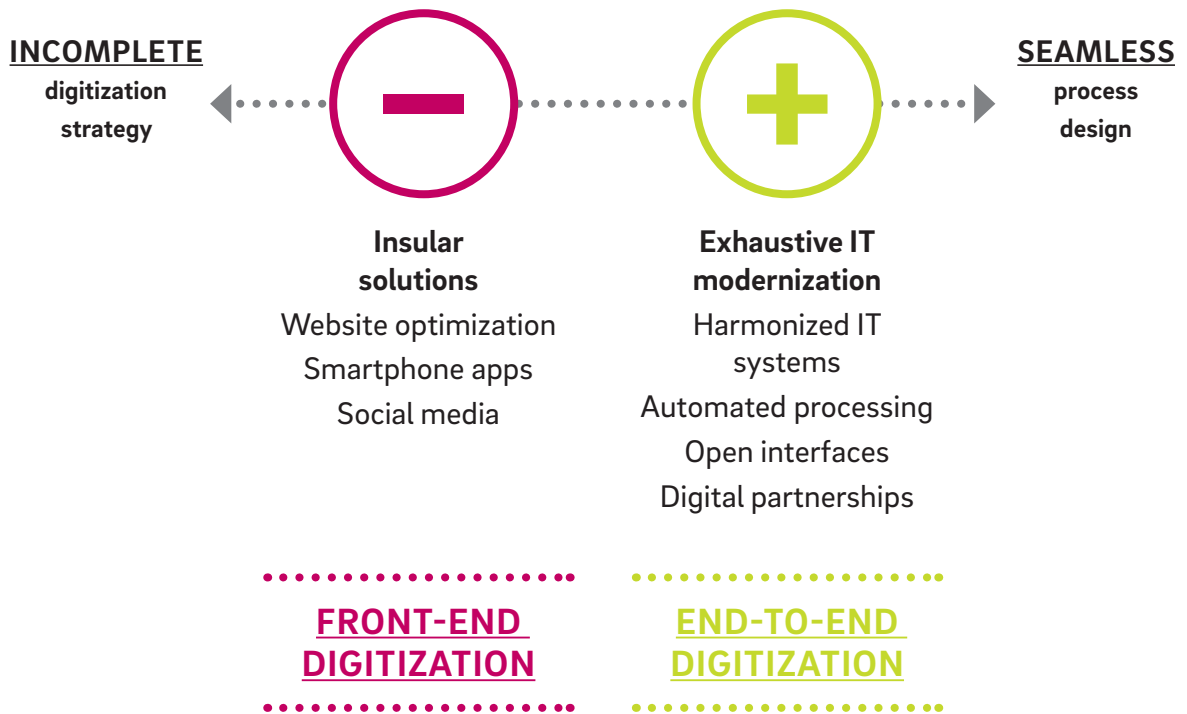 INCOMPLETE
digitization
strategy
SEAMLESS
process
design
Insular
solutions
Website optimization
Smartphone apps
Social media
Exhaustive IT
modernization
Harmonized IT
systems
Automated processing
Open interfaces
Digital partnerships
FRONT-END
DIGITIZATION
END-TO-END
DIGITIZATION